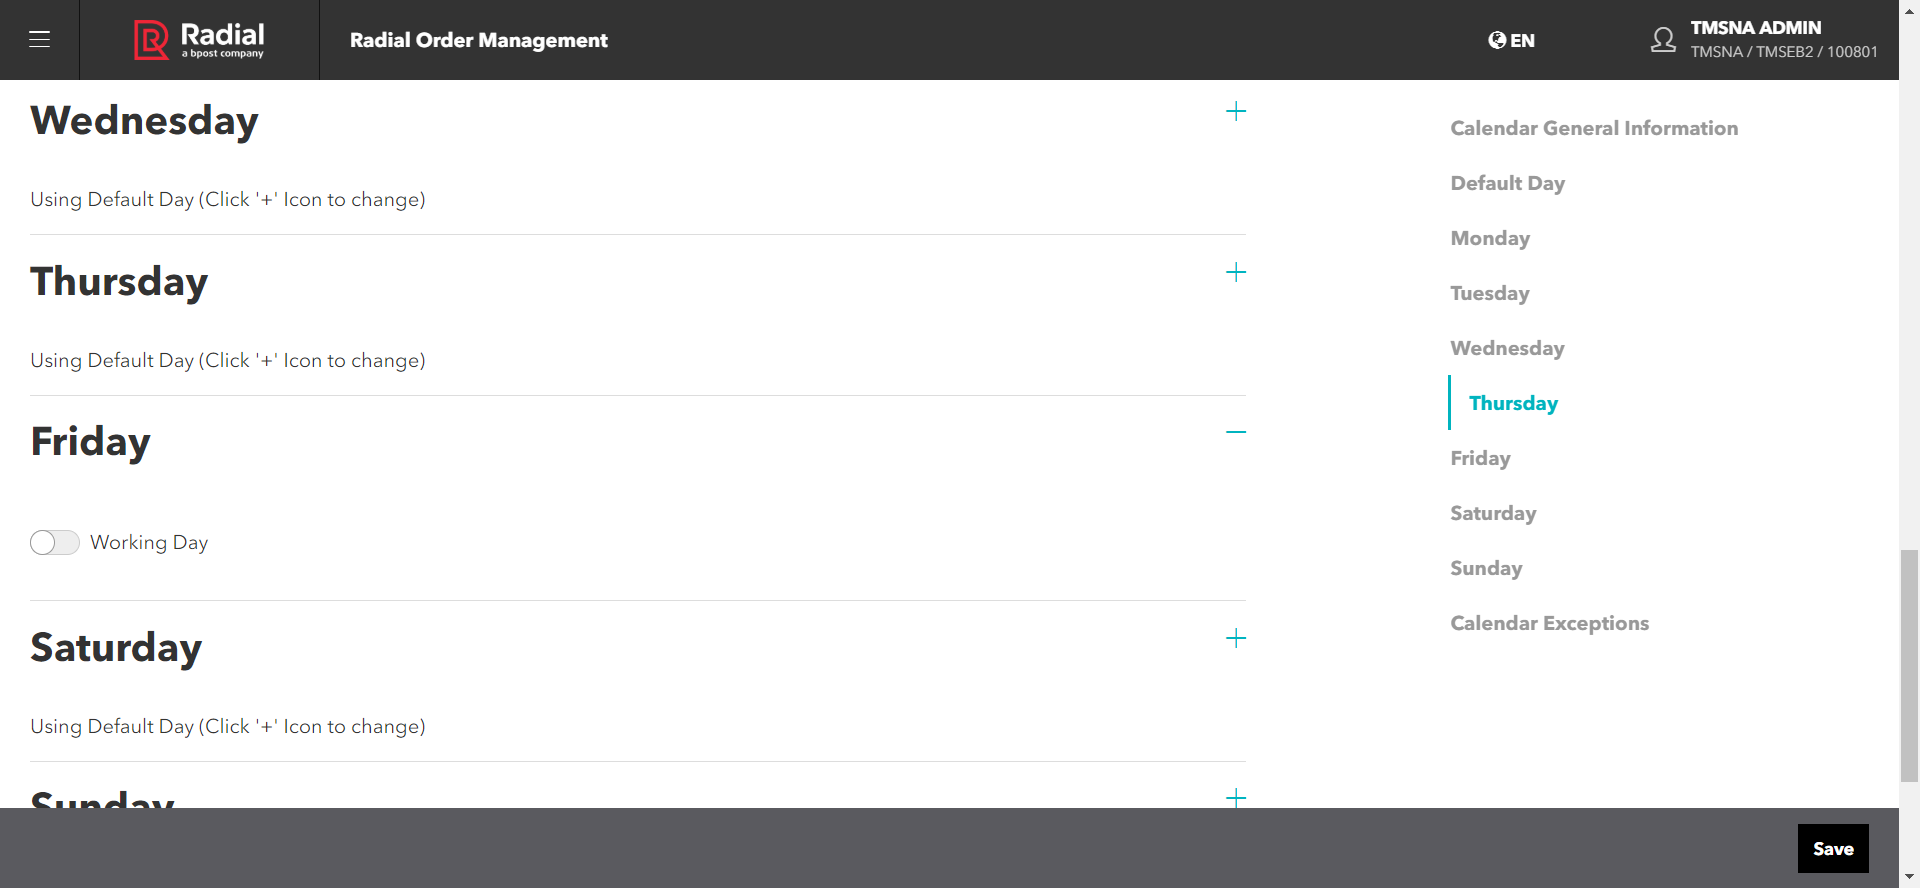 Radial
a bpost company
Radial Order Management
EN
TMSNA ADMIN
TMSNA / TMSEB2 / 100801
Wednesday
Using Default Day (Click '+' Icon to change)
Thursday
Using Default Day (Click '+' Icon to change)
Friday
Working Day
Saturday
Using Default Day (Click '+' Icon to change)
Sunday
Calendar General Information
Default Day
Monday
Tuesday
Wednesday
Thursday
Friday
Saturday
Sunday
Calendar Exceptions
Save